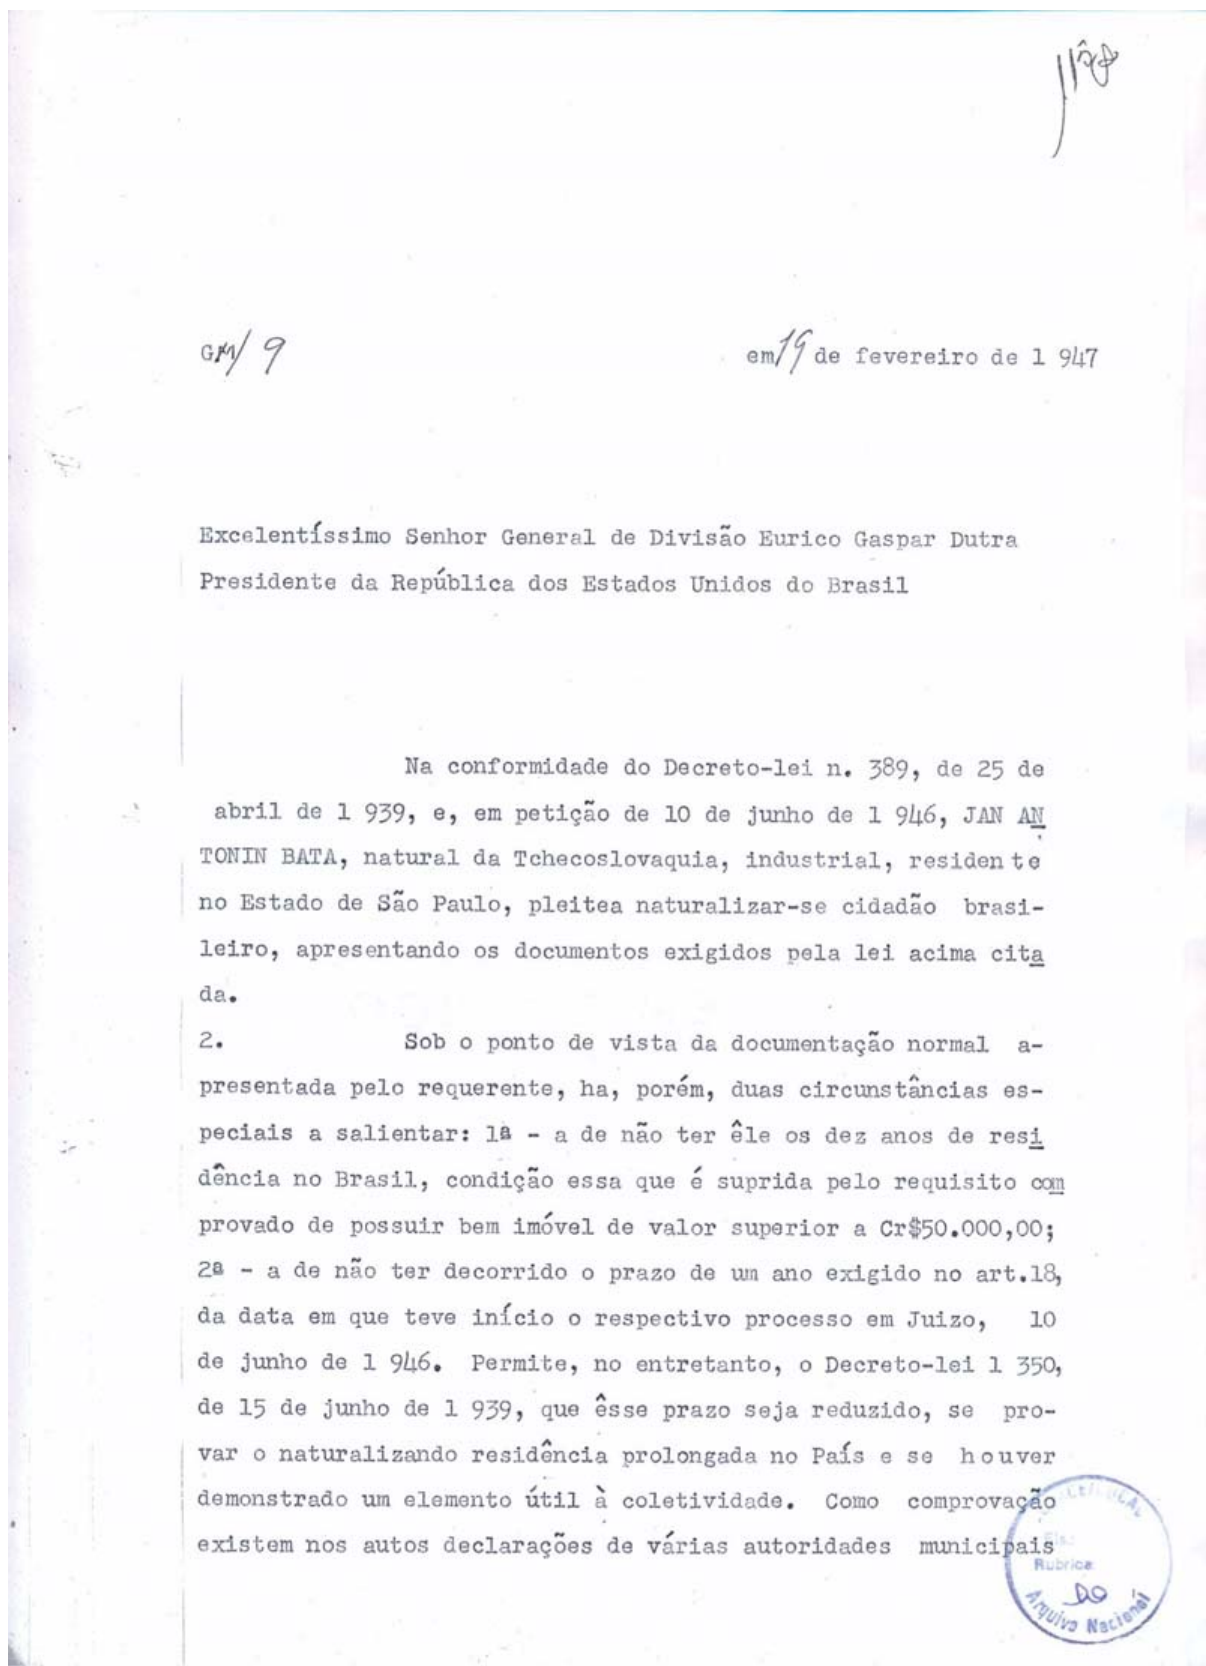 GM/ 9
em 19 de fevereiro de 1 947
Excelentíssimo Senhor General de Divisão Eurico Gaspar Dutra
Presidente da República dos Estados Unidos do Brasil
Na conformidade do Decreto-lei n. 389, de 25 de
abril de 1 939, e, em petição de 10 de junho de 1 946, JAN AN
TONIN BATA, natural da Tchecoslovaquia, industrial, residente
no Estado de São Paulo, pleitea naturalizar-se cidadão brasi-
leiro, apresentando os documentos exigidos pela lei acima cita
da.
2. Sob o ponto de vista da documentação normal a-
presentada pelo requerente, ha, porém, duas circunstâncias es-
peciais a salientar: 1ª - a de não ter êle os dez anos de resi
dência no Brasil, condição essa que é suprida pelo requisito com
provado de possuir bem imóvel de valor superior a Cr$50.000,00;
2ª - a de não ter decorrido o prazo de um ano exigido no art.18,
da data em que teve início o respectivo processo em Juizo, 10
de junho de 1 946. Permite, no entretanto, o Decreto-lei 1 350,
de 15 de junho de 1 939, que êsse prazo seja reduzido, se pro-
var o naturalizando residência prolongada no País e se houver
demonstrado um elemento útil à coletividade. Como comprovação
existem nos autos declarações de várias autoridades municipais
Rubrica
Arquivo Nacional